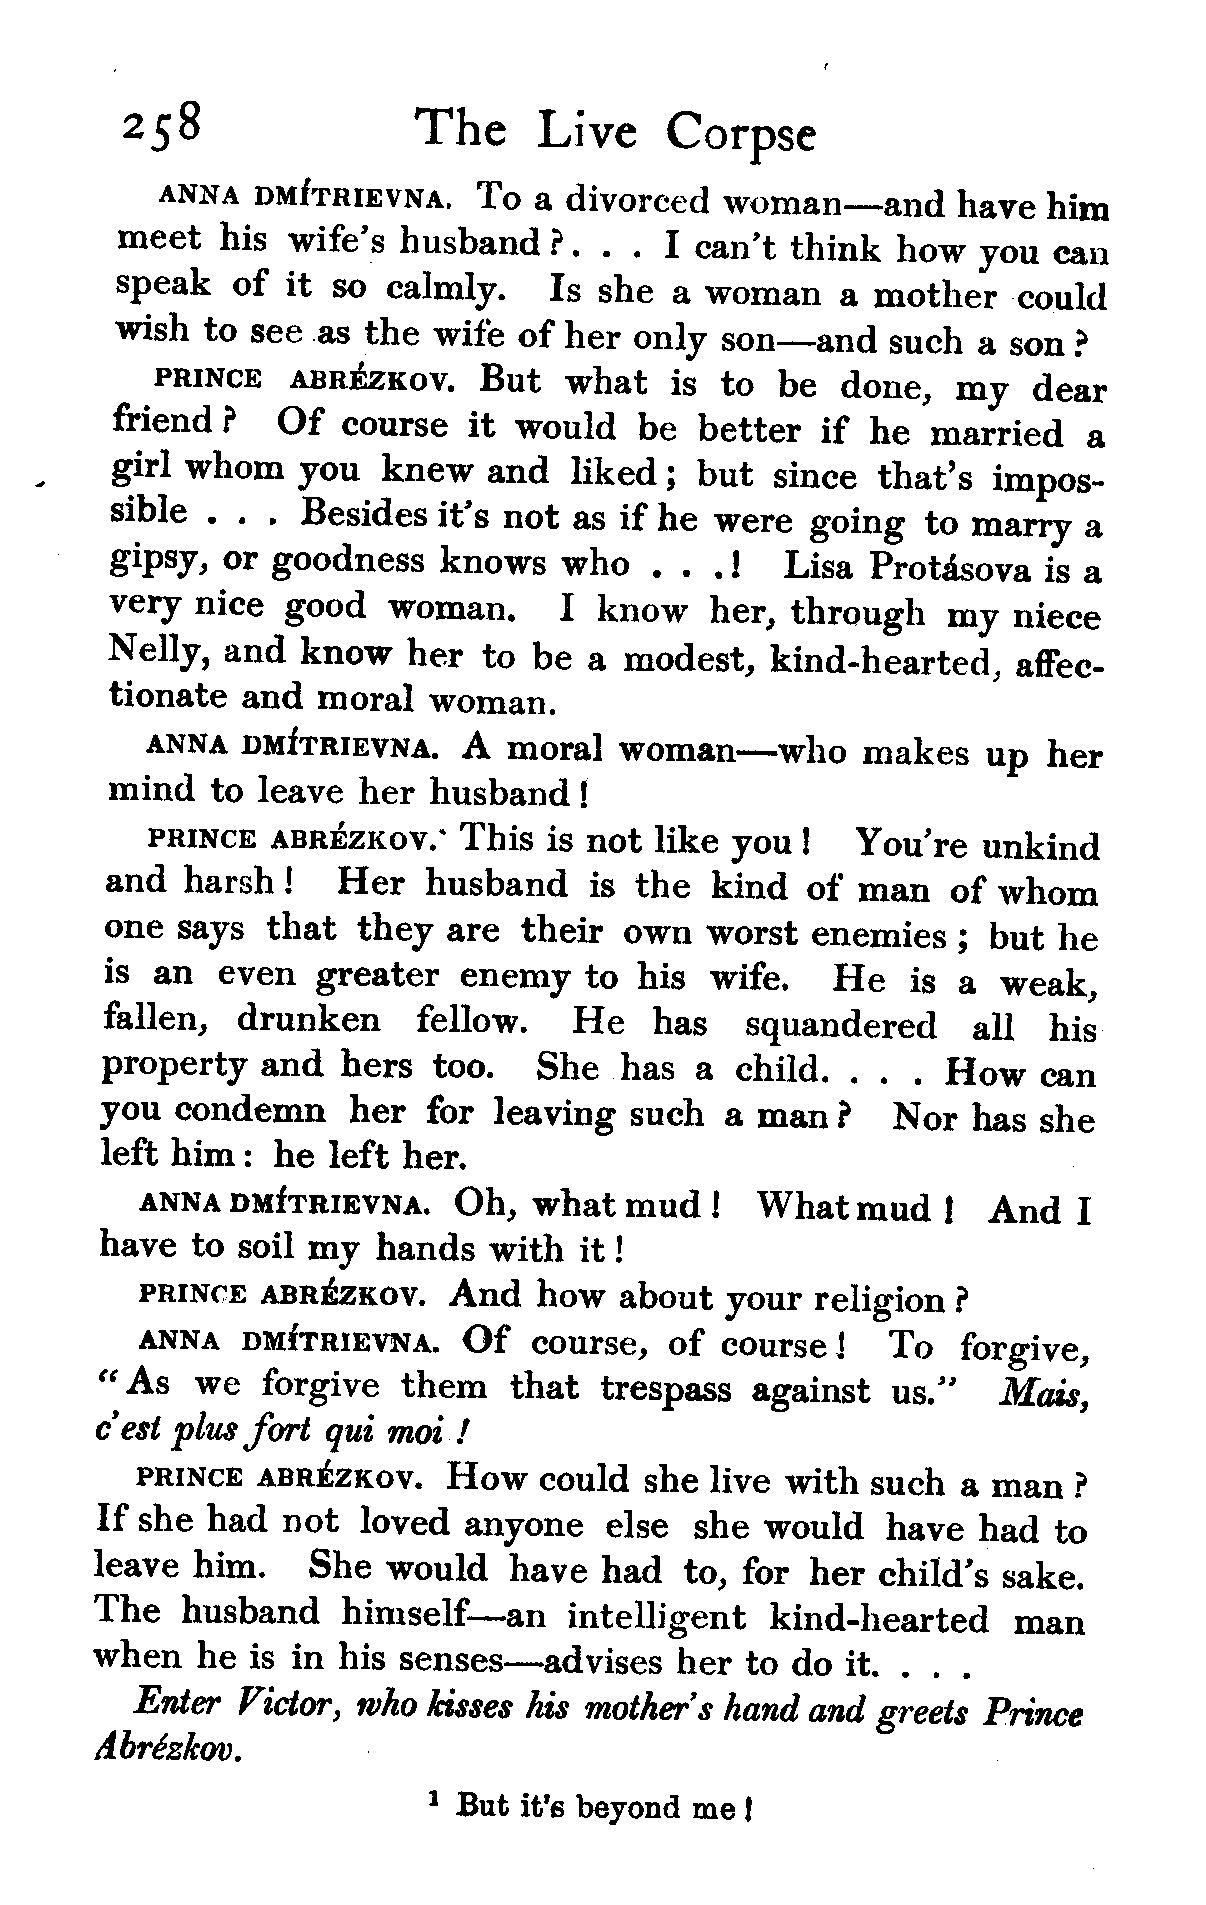 258 The Live Corpse
ANNA DMÍTRIEVNA. To a divorced woman—and have him
meet his wife's husband?. . . I can't think how you can
speak of it so calmly. Is she a woman a mother could
wish to see as the wife of her only son—and such a son?
PRINCE ABRÉZKOV. But what is to be done, my dear
friend? Of course it would be better if he married a
girl whom you knew and liked; but since that's impos-
sible . . . Besides it's not as if he were going to marry a
gipsy, or goodness knows who . . .! Lisa Protásova is a
very nice good woman. I know her, through my niece
Nelly, and know her to be a modest, kind-hearted, affec-
tionate and moral woman.
ANNA DMÍTRIEVNA. A moral woman—who makes up her
mind to leave her husband!
PRINCE ABRÉZKOV. This is not like you! You're unkind
and harsh! Her husband is the kind of man of whom
one says that they are their own worst enemies; but he
is an even greater enemy to his wife. He is a weak,
fallen, drunken fellow. He has squandered all his
property and hers too. She has a child. . . . How can
you condemn her for leaving such a man? Nor has she
left him: he left her.
ANNA DMÍTRIEVNA. Oh, what mud! What mud! And I
have to soil my hands with it!
PRINCE ABRÉZKOV. And how about your religion?
ANNA DMÍTRIEVNA. Of course, of course! To forgive,
"As we forgive them that trespass against us." Mais,
c'est plus fort qui moi!
PRINCE ABRÉZKOV. How could she live with such a man?
If she had not loved anyone else she would have had to
leave him. She would have had to, for her child's sake.
The husband himself—an intelligent kind-hearted man
when he is in his senses—advises her to do it. . . .
Enter Victor, who kisses his mother's hand and greets Prince
Abrézkov.
¹ But it's beyond me!